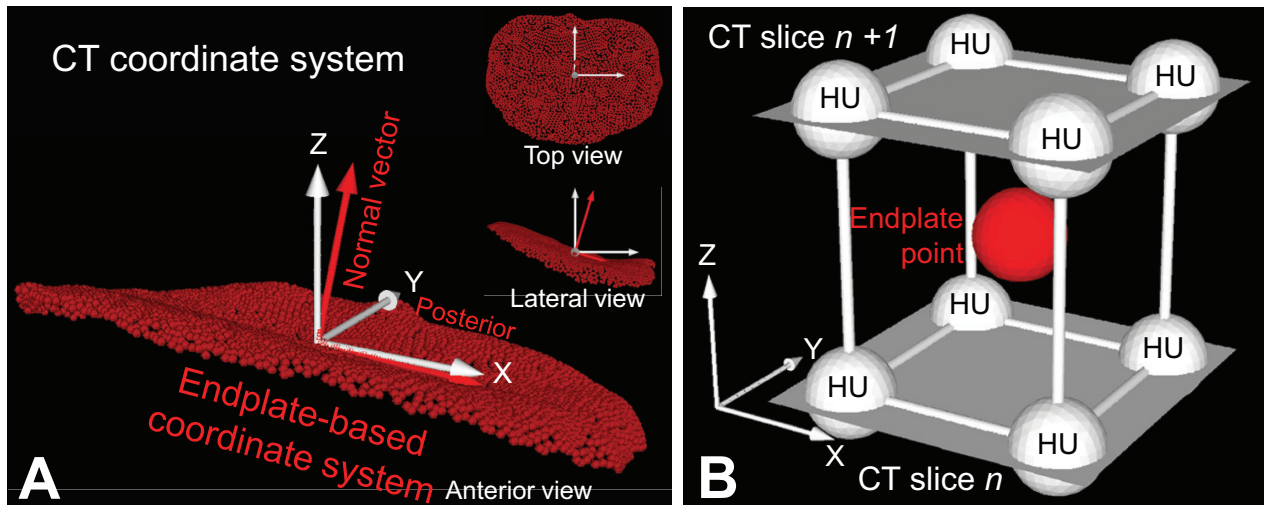 CT coordinate system
Z
Normal vector
Y
Posterior
X
Endplate-based
coordinate system
Top view
Lateral view
A
Anterior view
CT slice n +1
HU
HU
HU
HU
Endplate
point
Z
Y
X
HU
HU
HU
HU
B
CT slice n